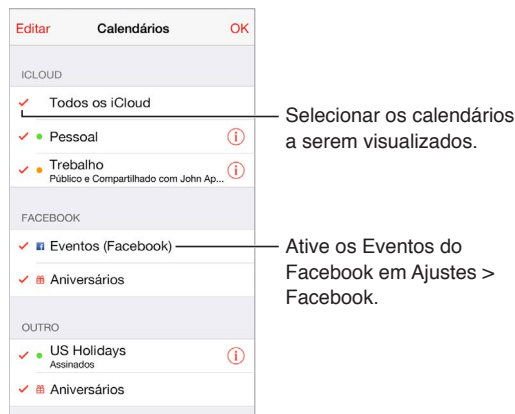 Editar Calendários OK
ICLOUD
Todos os iCloud
Pessoal
Trebalho
Público e Compartilhado com John Ap...
FACEBOOK
Eventos (Facebook)
Aniversários
OUTRO
US Holidays
Assinados
Aniversários
Selecionar os calendários
a serem visualizados.
Ative os Eventos do
Facebook em Ajustes >
Facebook.